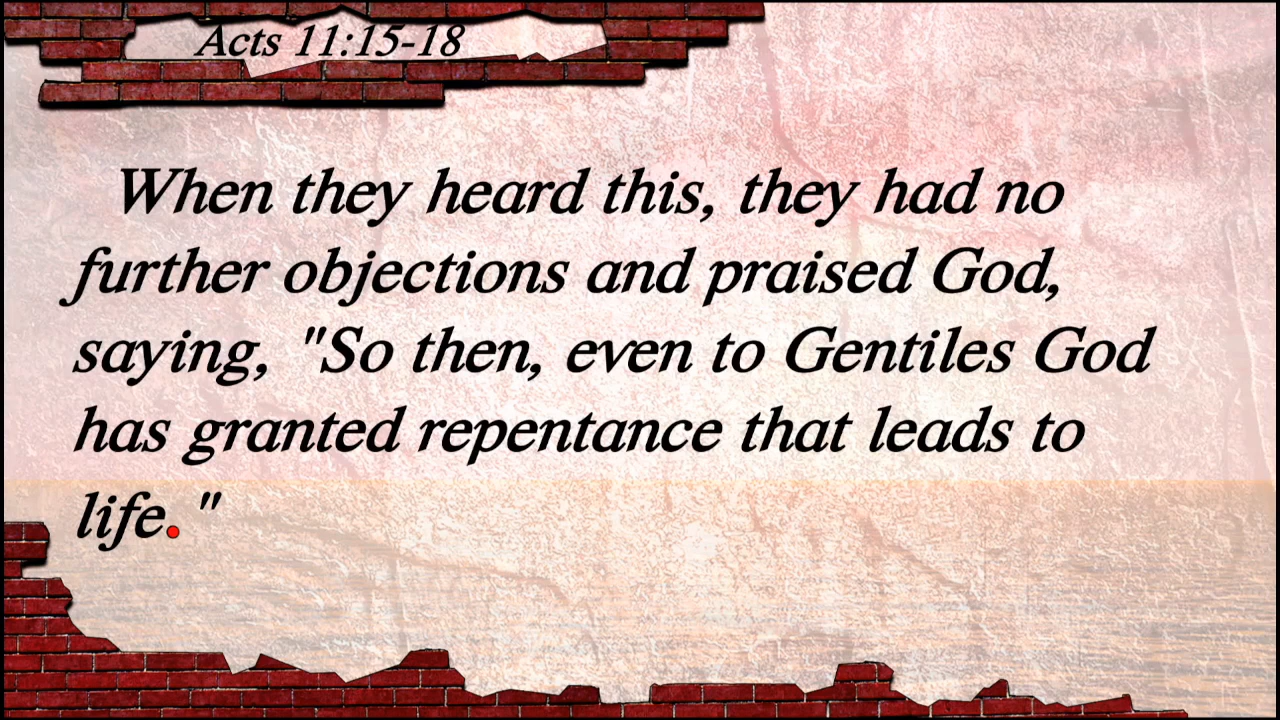 Acts 11:15-18
When they heard this, they had no
further objections and praised God,
saying, "So then, even to Gentiles God
has granted repentance that leads to
life."